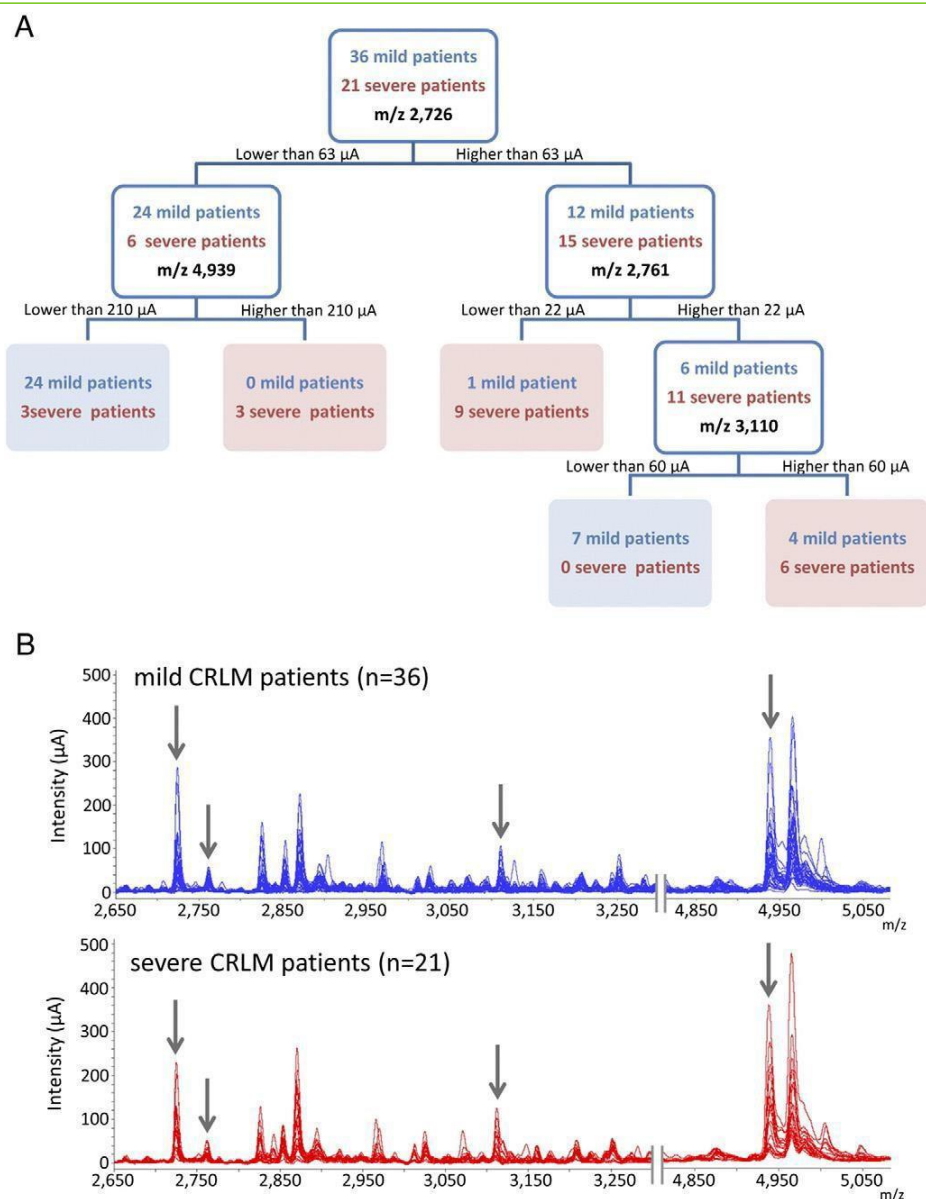 A
36 mild patients
21 severe patients
m/z 2,726
Lower than 63 µA
Higher than 63 µA
24 mild patients
6 severe patients
m/z 4,939
12 mild patients
15 severe patients
m/z 2,761
Lower than 210 µA
Higher than 210 µA
Lower than 22 µA
Higher than 22 µA
24 mild patients
3severe patients
0 mild patients
3 severe patients
1 mild patient
9 severe patients
6 mild patients
11 severe patients
m/z 3,110
Lower than 60 µA
Higher than 60 µA
7 mild patients
0 severe patients
4 mild patients
6 severe patients
B
mild CRLM patients (n=36)
Intensity (µA)
500
400
300
200
100
0
2,650 2,750 2,850 2,950 3,050 3,150 3,250 4,850 4,950 5,050
m/z
severe CRLM patients (n=21)
Intensity (µA)
500
400
300
200
100
0
2,650 2,750 2,850 2,950 3,050 3,150 3,250 4,850 4,950 5,050
m/z